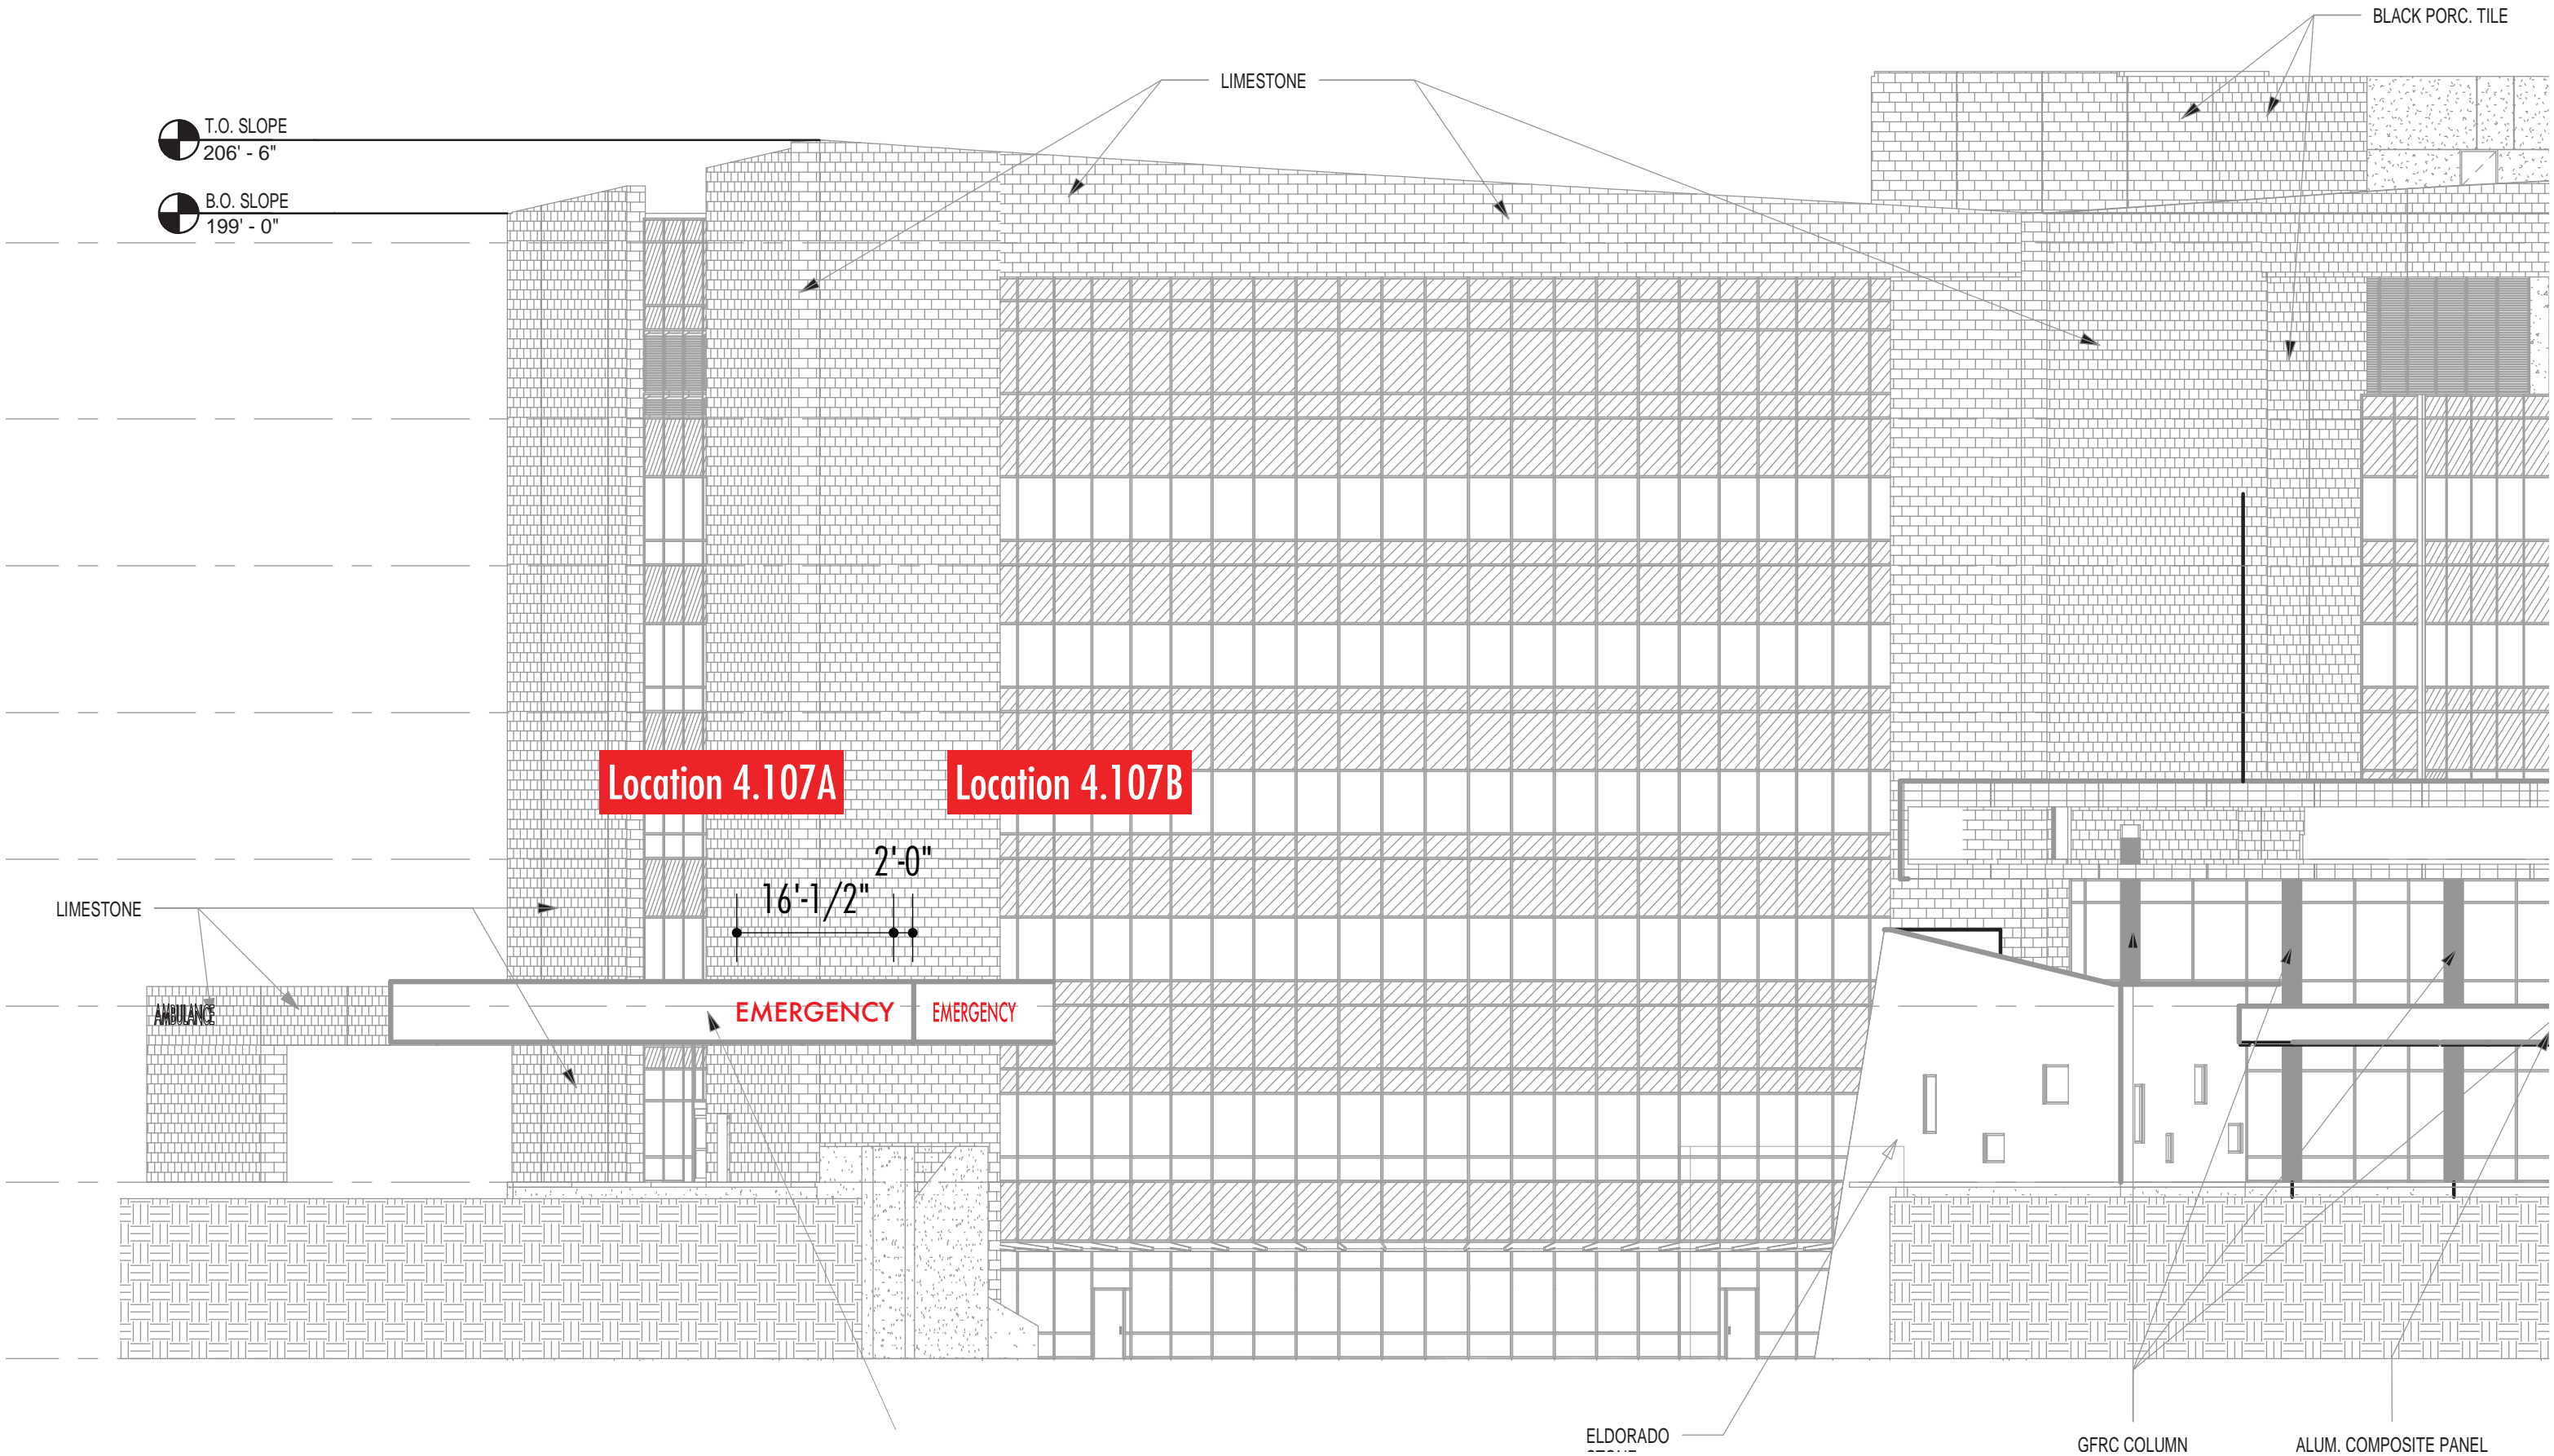 BLACK PORC. TILE
LIMESTONE
T.O. SLOPE
206' - 6"
B.O. SLOPE
199' - 0"
Location 4.107A
Location 4.107B
2'-0"
16'-1/2"
LIMESTONE
AMBULANCE
EMERGENCY
EMERGENCY
ELDORADO
GFRC COLUMN
ALUM. COMPOSITE PANEL